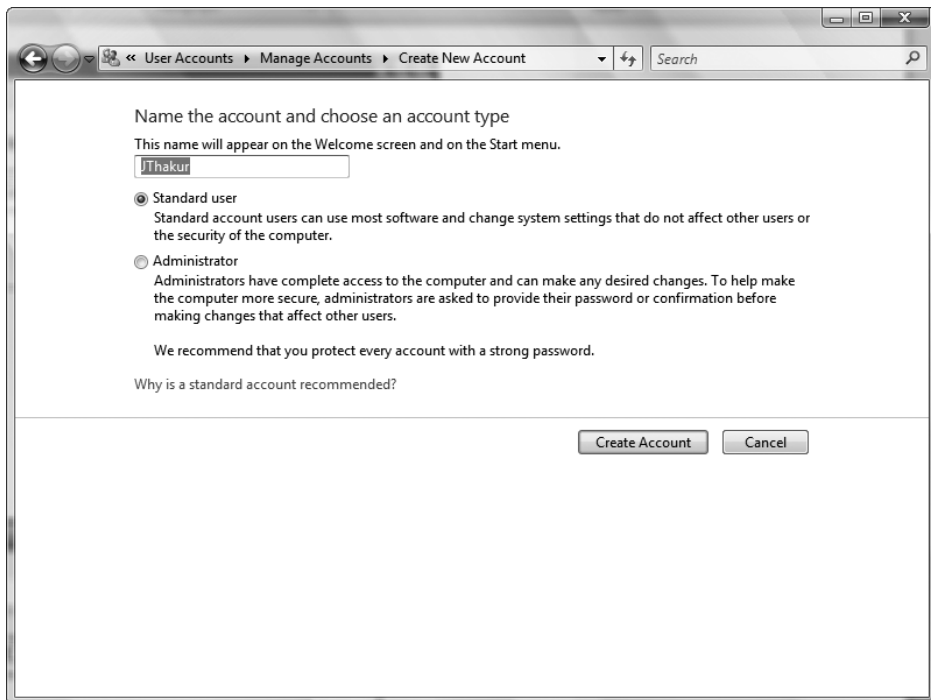 « User Accounts ▸ Manage Accounts ▸ Create New Account Search
Name the account and choose an account type
This name will appear on the Welcome screen and on the Start menu.
JThakur
Standard user
Standard account users can use most software and change system settings that do not affect other users or
the security of the computer.
Administrator
Administrators have complete access to the computer and can make any desired changes. To help make
the computer more secure, administrators are asked to provide their password or confirmation before
making changes that affect other users.
We recommend that you protect every account with a strong password.
Why is a standard account recommended?
Create Account Cancel